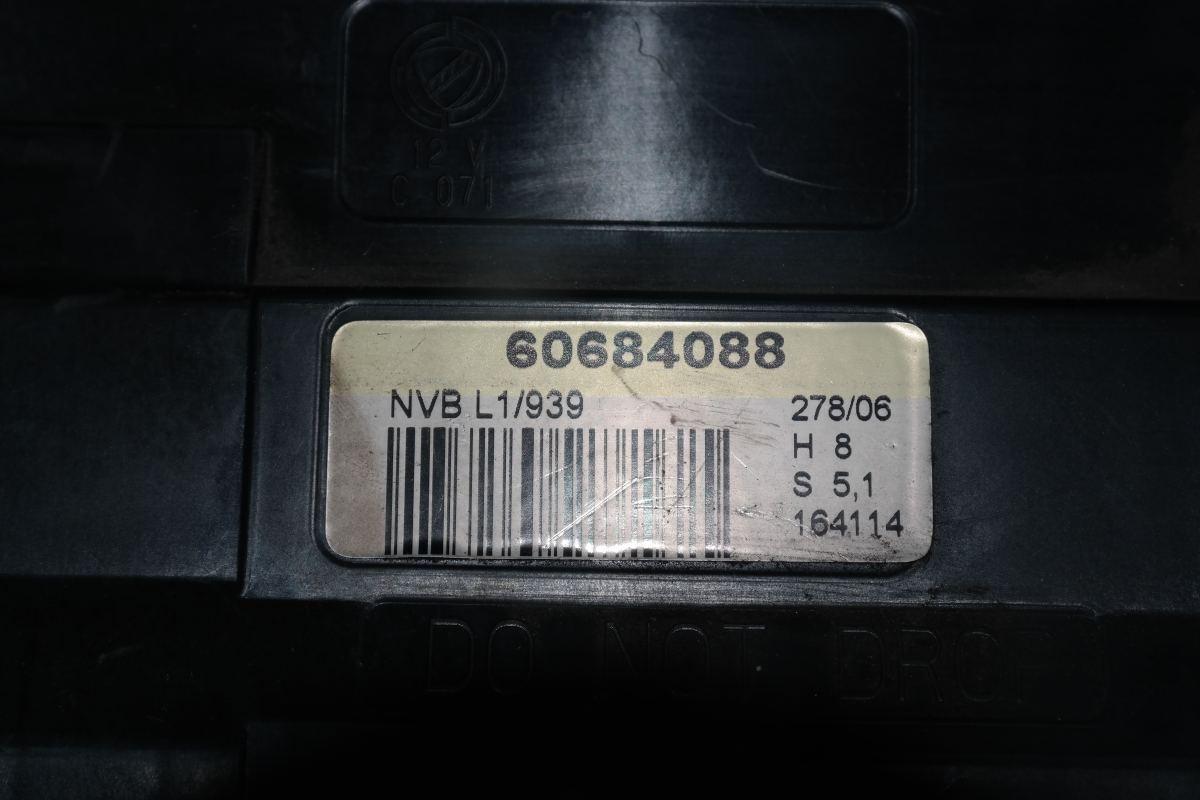 12 V
C 071
60684088
NVB L1/939
278/06
H 8
S 5,1
164114
DO NOT DROP